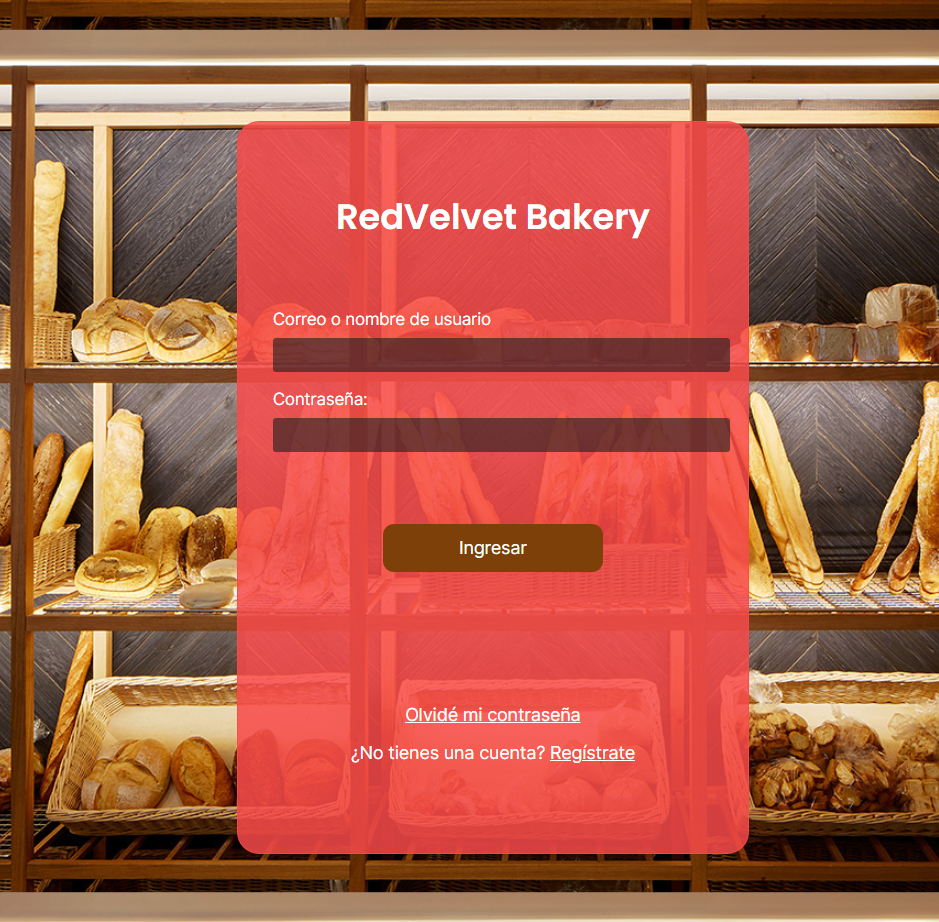 RedVelvet Bakery
Correo o nombre de usuario
Contraseña:
Ingresar
Olvidé mi contraseña
¿No tienes una cuenta? Regístrate